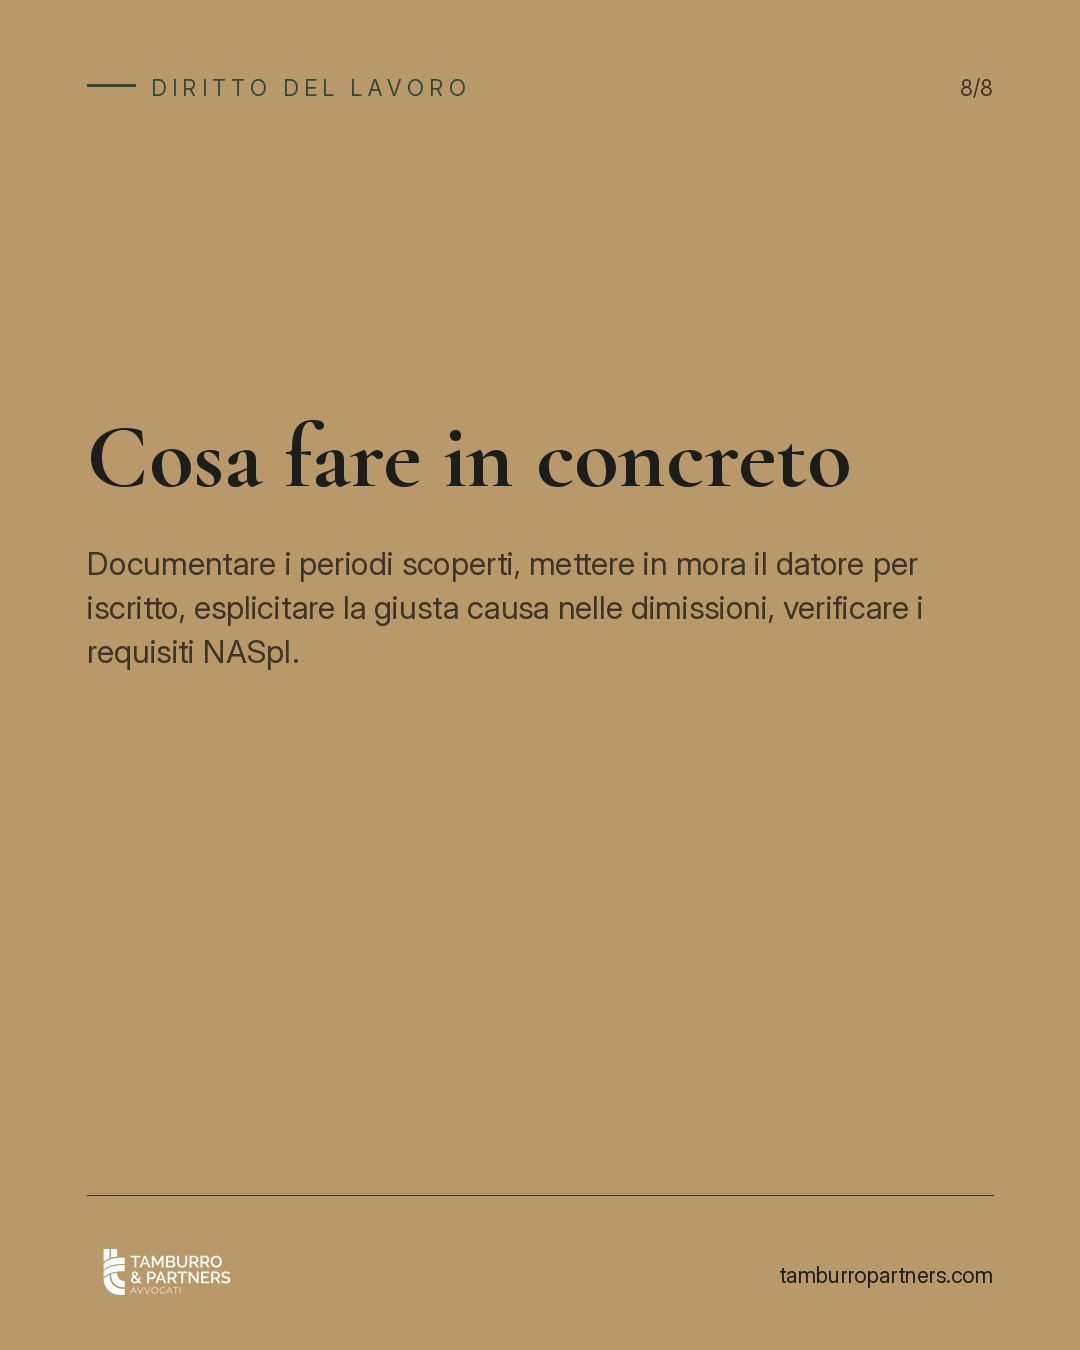 DIRITTO DEL LAVORO
8/8
Cosa fare in concreto
Documentare i periodi scoperti, mettere in mora il datore per
iscritto, esplicitare la giusta causa nelle dimissioni, verificare i
requisiti NASpI.
TAMBURRO
& PARTNERS
AVVOCATI
tamburropartners.com